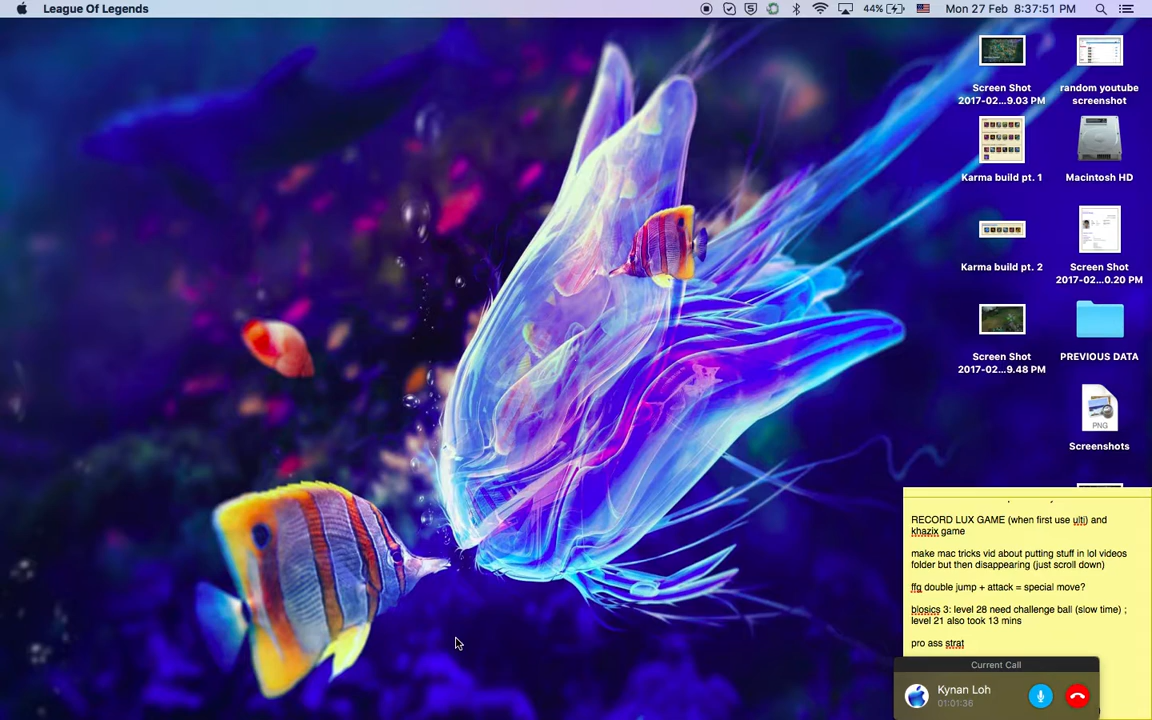 League Of Legends
44%
Mon 27 Feb 8:37:51 PM
Screen Shot
2017-02...9.03 PM
random youtube
screenshot
Karma build pt. 1
Macintosh HD
Karma build pt. 2
Screen Shot
2017-02...0.20 PM
Screen Shot
2017-02...9.48 PM
PREVIOUS DATA
PNG
Screenshots
RECORD LUX GAME (when first use ulti) and
khazix game
make mac tricks vid about putting stuff in lol videos
folder but then disappearing (just scroll down)
ffg double jump + attack = special move?
biosics 3: level 28 need challenge ball (slow time) ;
level 21 also took 13 mins
pro ass strat
Current Call
Kynan Loh
01:01:36